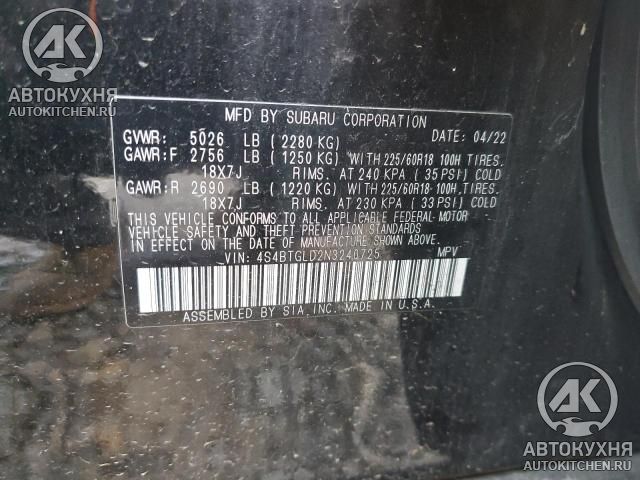 AK
АВТОКУХНЯ
AUTOKITCHEN.RU
MFD BY SUBARU CORPORATION
GVWR: 5026 LB (2280 KG) DATE: 04/22
GAWR:F 2756 LB (1250 KG) WITH 225/60R18 100H TIRES.
18X7J RIMS. AT 240 KPA (35 PSI) COLD
GAWR:R 2690 LB (1220 KG) WITH 225/60R18 100H TIRES.
18X7J RIMS. AT 230 KPA (33 PSI) COLD
THIS VEHICLE CONFORMS TO ALL APPLICABLE FEDERAL MOTOR
VEHICLE SAFETY AND THEFT PREVENTION STANDARDS
IN EFFECT ON THE DATE OF MANUFACTURE SHOWN ABOVE.
VIN: 4S4BTGLD2N3240725 MPV
ASSEMBLED BY SIA, INC. MADE IN U.S.A.
AK
АВТОКУХНЯ
AUTOKITCHEN.RU